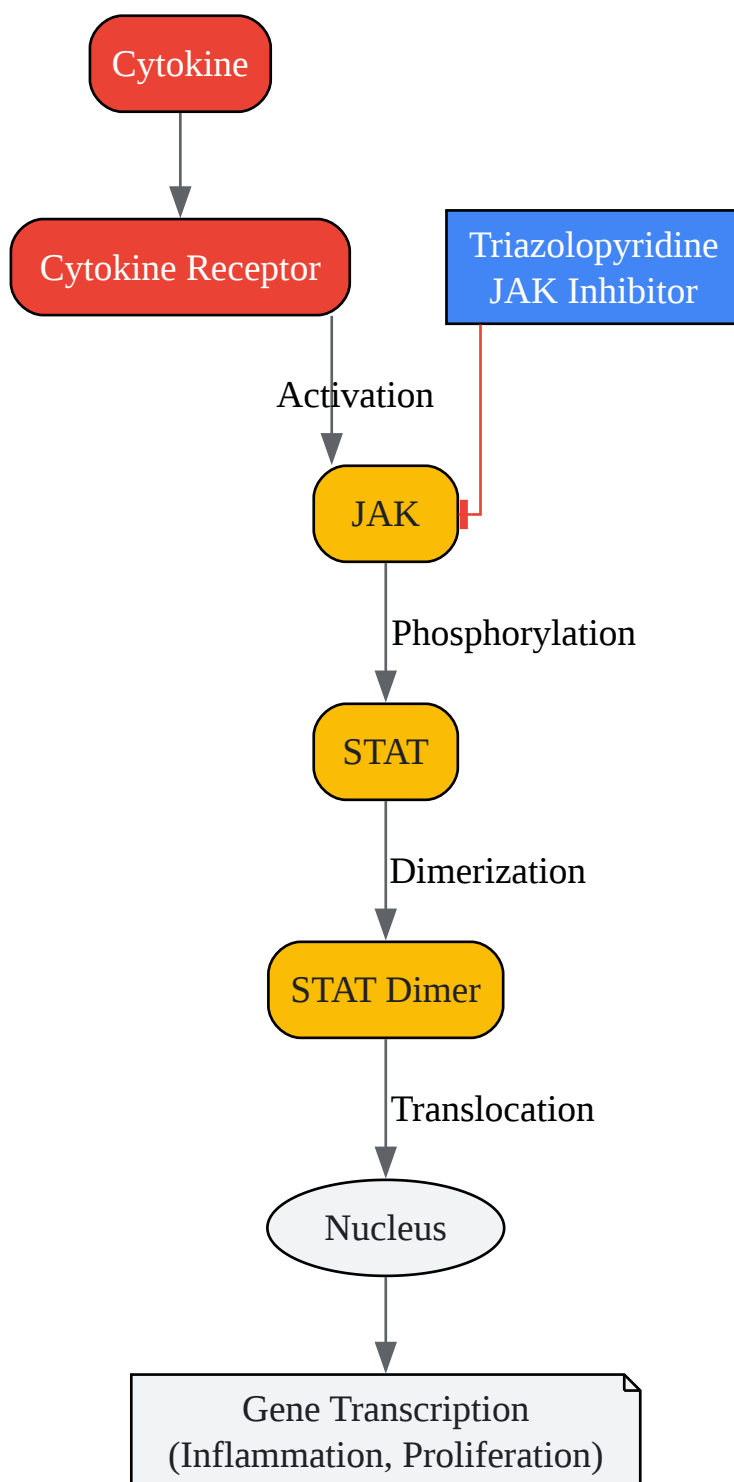 Cytokine
Cytokine Receptor
Triazolopyridine
JAK Inhibitor
Activation
JAK
Phosphorylation
STAT
Dimerization
STAT Dimer
Translocation
Nucleus
Gene Transcription
(Inflammation, Proliferation)